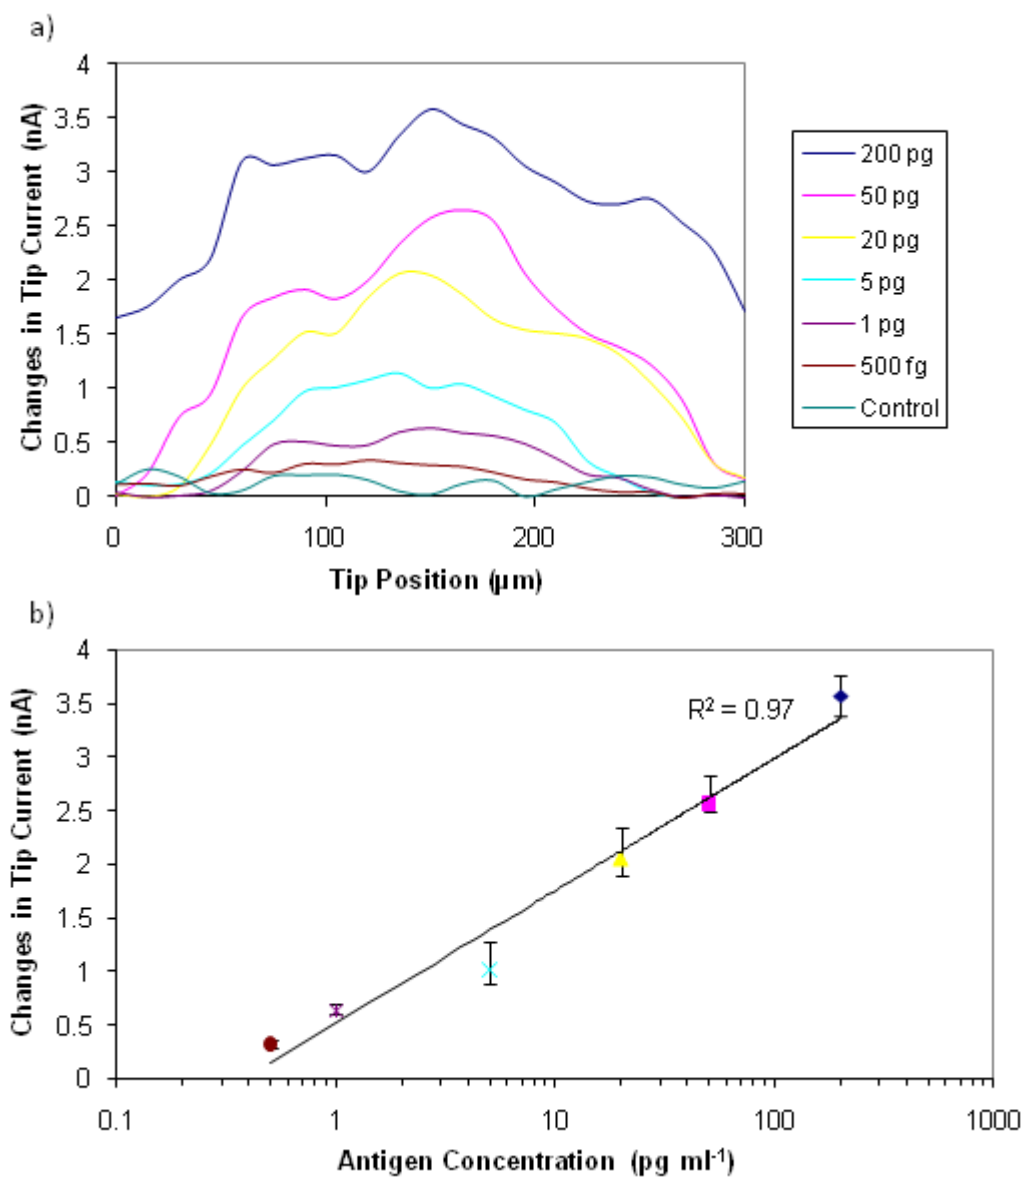 a)
4
3.5
3
2.5
2
1.5
1
0.5
0
Changes in Tip Current (nA)
0 100 200 300
Tip Position (µm)
200 pg
50 pg
20 pg
5 pg
1 pg
500 fg
Control
b)
4
3.5
3
2.5
2
1.5
1
0.5
0
Changes in Tip Current (nA)
R² = 0.97
0.1 1 10 100 1000
Antigen Concentration (pg ml⁻¹)